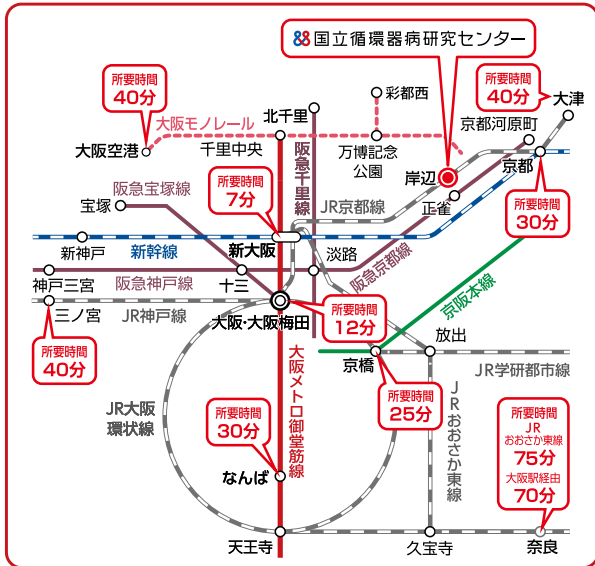 国立循環器病研究センター
所要時間
40分
所要時間
40分
彩都西
大津
北千里
大阪モノレール
京都河原町
大阪空港
千里中央
万博記念
公園
岸辺
京都
阪急千里線
阪急宝塚線
所要時間
7分
JR京都線
正雀
所要時間
30分
宝塚
新神戸
新幹線
新大阪
淡路
阪急京都線
神戸三宮
阪急神戸線
十三
京阪本線
三ノ宮
JR神戸線
大阪・大阪梅田
所要時間
12分
放出
所要時間
40分
大阪メトロ御堂筋線
京橋
JR学研都市線
所要時間
25分
JR大阪
環状線
所要時間
30分
JRおおさか東線
所要時間
JR
おおさか東線
75分
大阪駅経由
70分
なんば
天王寺
久宝寺
奈良